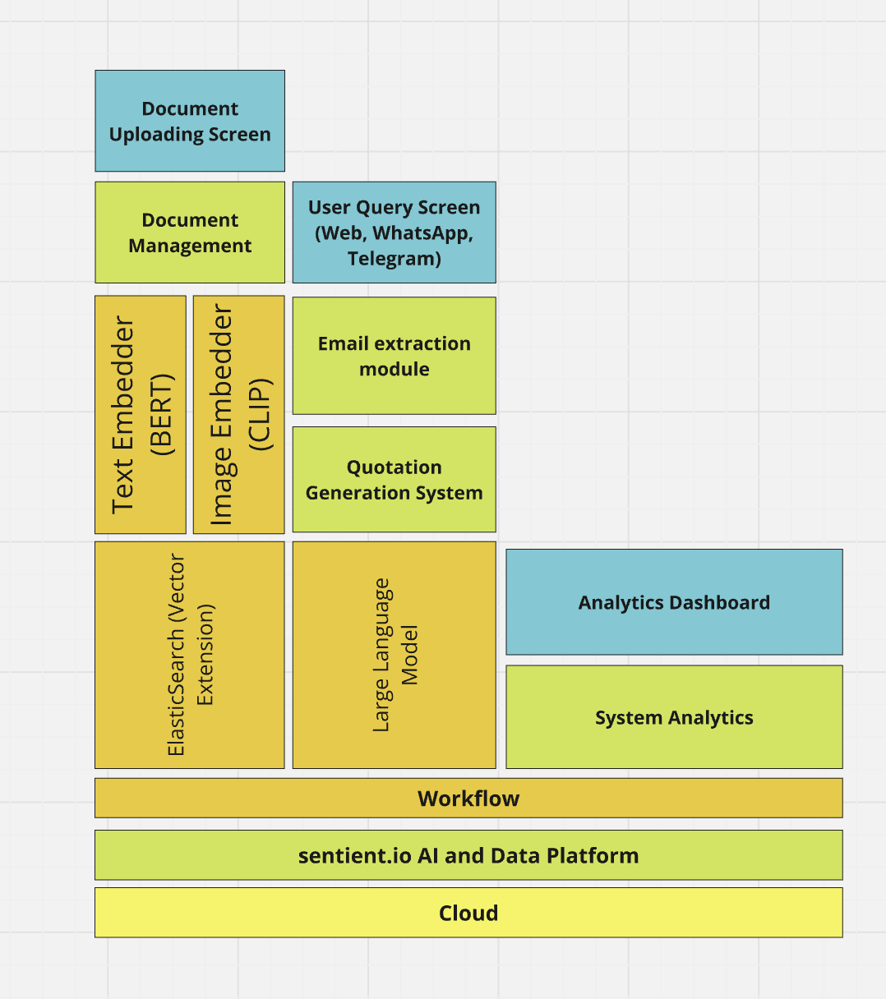 Document
Uploading Screen
Document
Management
User Query Screen
(Web, WhatsApp,
Telegram)
Text Embedder
(BERT)
Image Embedder
(CLIP)
Email extraction
module
Quotation
Generation System
ElasticSearch (Vector
Extension)
Large Language
Model
Analytics Dashboard
System Analytics
Workflow
sentient.io AI and Data Platform
Cloud